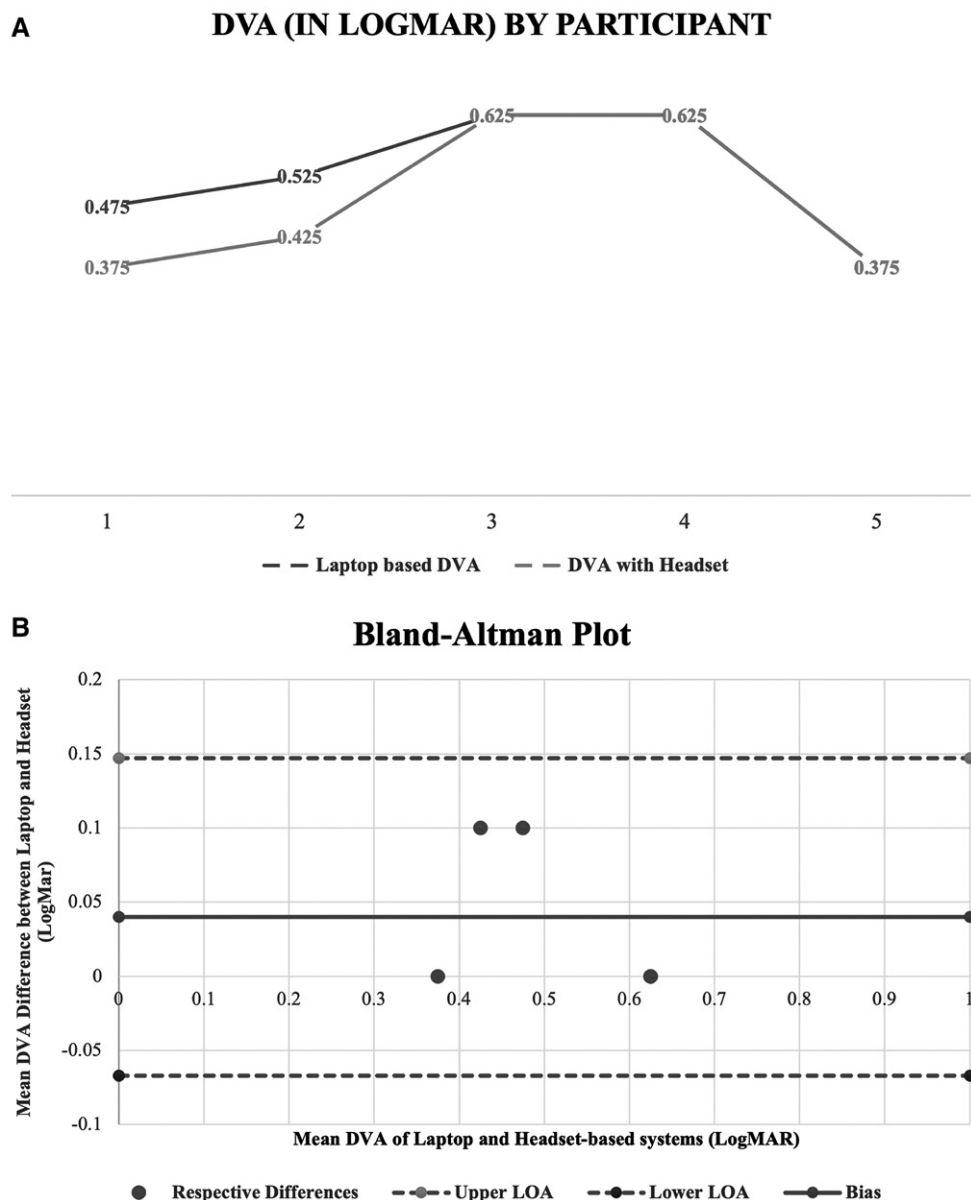 A
DVA (IN LOGMAR) BY PARTICIPANT
0.625 0.625
0.525
0.475
0.425
0.375 0.375
1 2 3 4 5
Laptop based DVA DVA with Headset
B
Bland-Altman Plot
Mean DVA Difference between Laptop and Headset
(LogMar)
0.2
0.15
0.1
0.05
0
0 0.1 0.2 0.3 0.4 0.5 0.6 0.7 0.8 0.9 1
-0.05
-0.1
Mean DVA of Laptop and Headset-based systems (LogMAR)
Respective Differences Upper LOA Lower LOA Bias